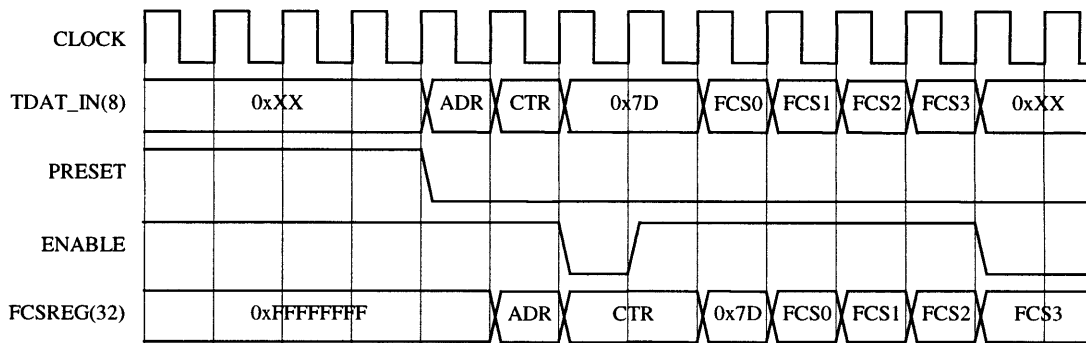 CLOCK
TDAT_IN(8) 0xXX ADR CTR 0x7D FCS0 FCS1 FCS2 FCS3 0xXX
PRESET
ENABLE
FCSREG(32) 0xFFFFFFFF ADR CTR 0x7D FCS0 FCS1 FCS2 FCS3